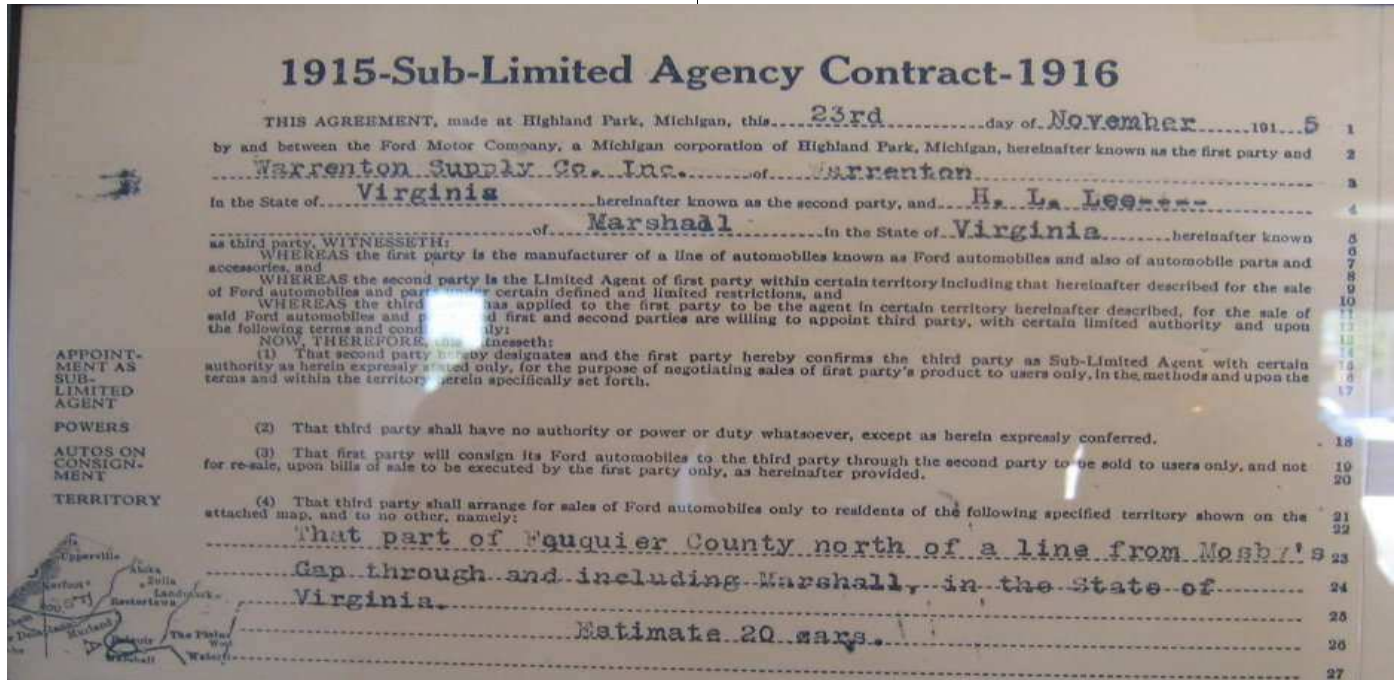 1915-Sub-Limited Agency Contract-1916
THIS AGREEMENT, made at Highland Park, Michigan, this 23rd day of November 191 5 1
by and between the Ford Motor Company, a Michigan corporation of Highland Park, Michigan, hereinafter known as the first party and 2
Warrenton Supply Co. Inc. of Warrenton 3
In the State of Virginia hereinafter known as the second party, and H. L. Lee---- 4
of Marshall In the State of Virginia hereinafter known 5
as third party, WITNESSETH: 6
WHEREAS the first party is the manufacturer of a line of automobiles known as Ford automobiles and also of automobile parts and 7
accessories, and 8
WHEREAS the second party is the Limited Agent of first party within certain territory including that hereinafter described for the sale 9
of Ford automobiles and parts under certain defined and limited restrictions, and 10
WHEREAS the third has applied to the first party to be the agent in certain territory hereinafter described, for the sale of 11
said Ford automobiles and first and second parties are willing to appoint third party, with certain limited authority and upon
the following terms and
NOW, THEREFORE, this witnesseth:
APPOINT-
MENT AS
SUB-
LIMITED
AGENT
(1) That second party hereby designates and the first party hereby confirms the third party as Sub-Limited Agent with certain
authority as herein expressly stated only, for the purpose of negotiating sales of first party's product to users only, in the methods and upon the
terms and within the territory herein specifically set forth. 17
POWERS
(2) That third party shall have no authority or power or duty whatsoever, except as herein expressly conferred. 18
AUTOS ON
CONSIGN-
MENT
(3) That first party will consign its Ford automobiles to the third party through the second party to be sold to users only, and not 19
for re-sale, upon bills of sale to be executed by the first party only, as hereinafter provided. 20
TERRITORY
(4) That third party shall arrange for sales of Ford automobiles only to residents of the following specified territory shown on the 21
attached map, and to no other, namely: 22
That part of Fauquier County north of a line from Mosby's 23
Gap through and including Marshall, in the State of 24
Virginia. 25
Estimate 20 cars. 26
27
Upperville
Zulla
Landmark
Rectortown
The Plains
Marshall